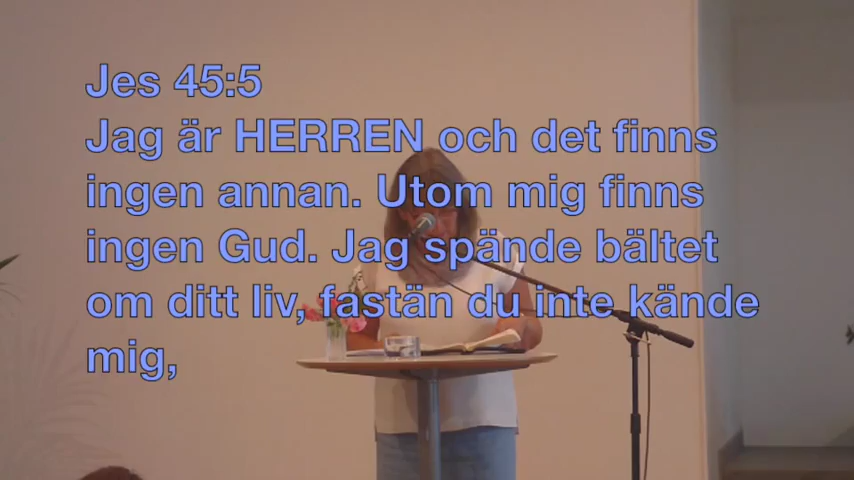 Jes 45:5
Jag är HERREN och det finns
ingen annan. Utom mig finns
ingen Gud. Jag spände bältet
om ditt liv, fastän du inte kände
mig,